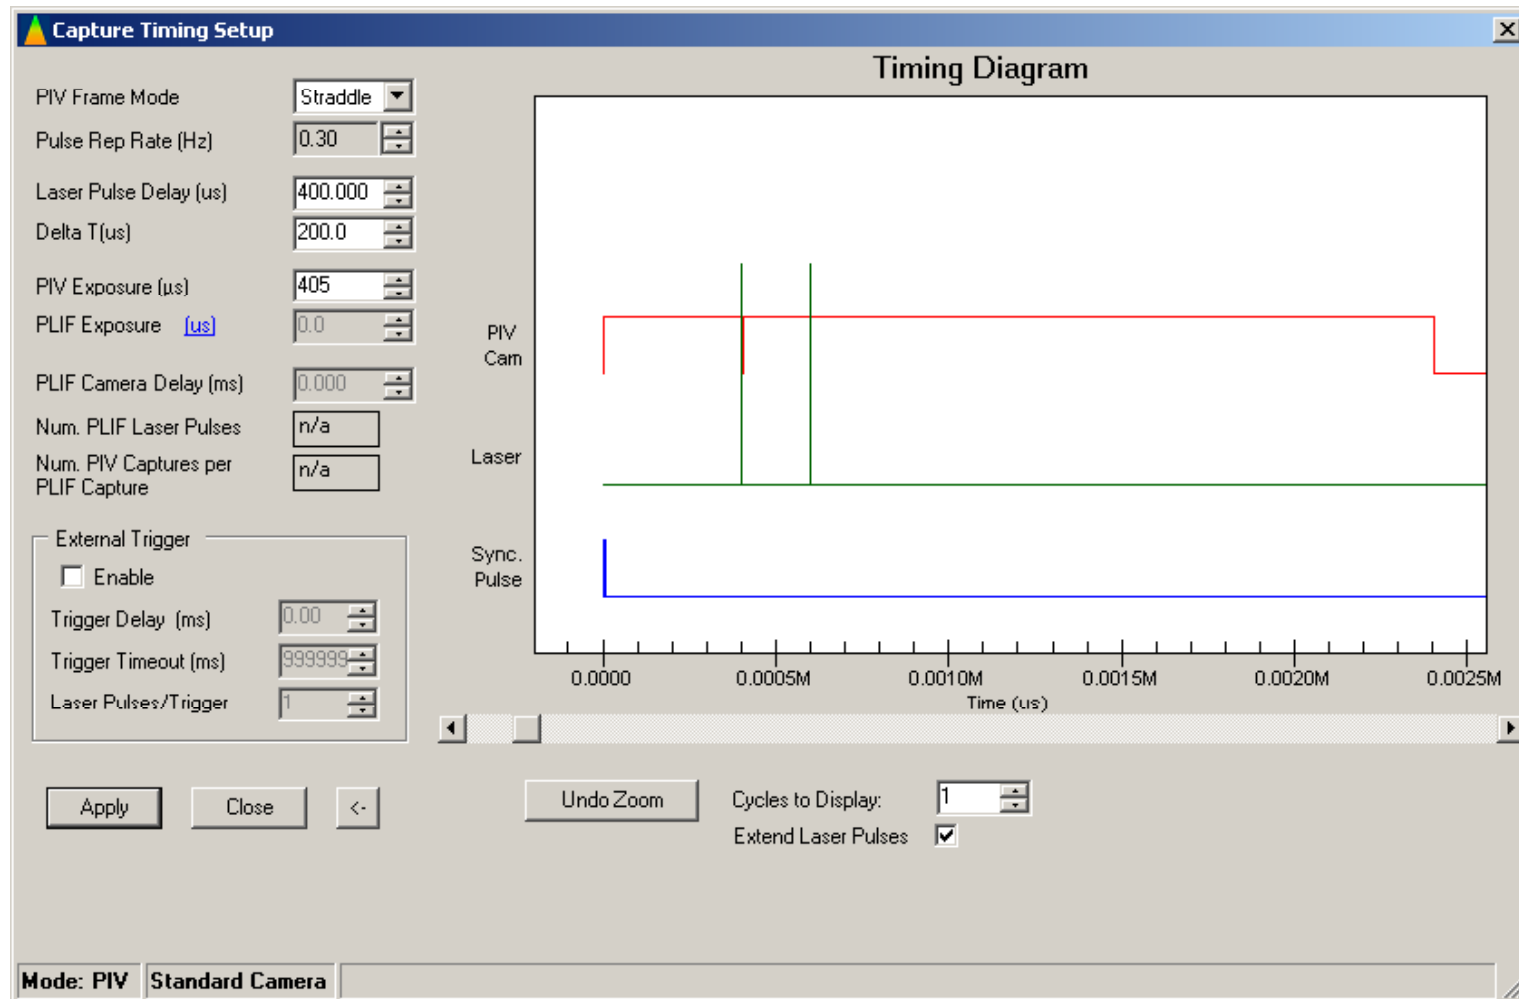 Capture Timing Setup
Timing Diagram
PIV Frame Mode
Straddle
Pulse Rep Rate (Hz)
0.30
Laser Pulse Delay (us)
400.000
Delta T(us)
200.0
PIV Exposure (µs)
405
PLIF Exposure (us)
0.0
PLIF Camera Delay (ms)
0.000
Num. PLIF Laser Pulses
n/a
Num. PIV Captures per
PLIF Capture
n/a
External Trigger
Enable
Trigger Delay (ms)
0.00
Trigger Timeout (ms)
999999
Laser Pulses/Trigger
1
PIV
Cam
Laser
Sync.
Pulse
0.0000 0.0005M 0.0010M 0.0015M 0.0020M 0.0025M
Time (us)
Apply
Close
<-
Undo Zoom
Cycles to Display:
1
Extend Laser Pulses
Mode: PIV
Standard Camera